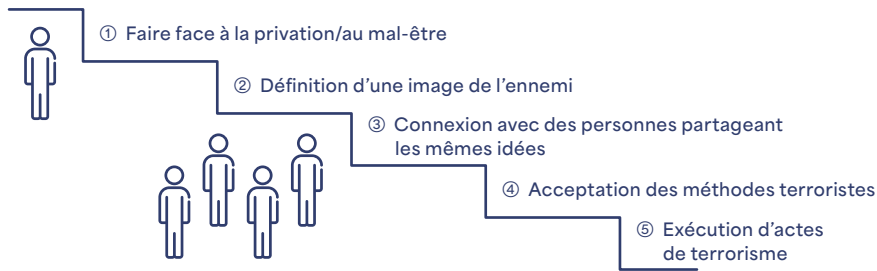 ① Faire face à la privation/au mal-être
② Définition d’une image de l’ennemi
③ Connexion avec des personnes partageant
les mêmes idées
④ Acceptation des méthodes terroristes
⑤ Exécution d’actes
de terrorisme